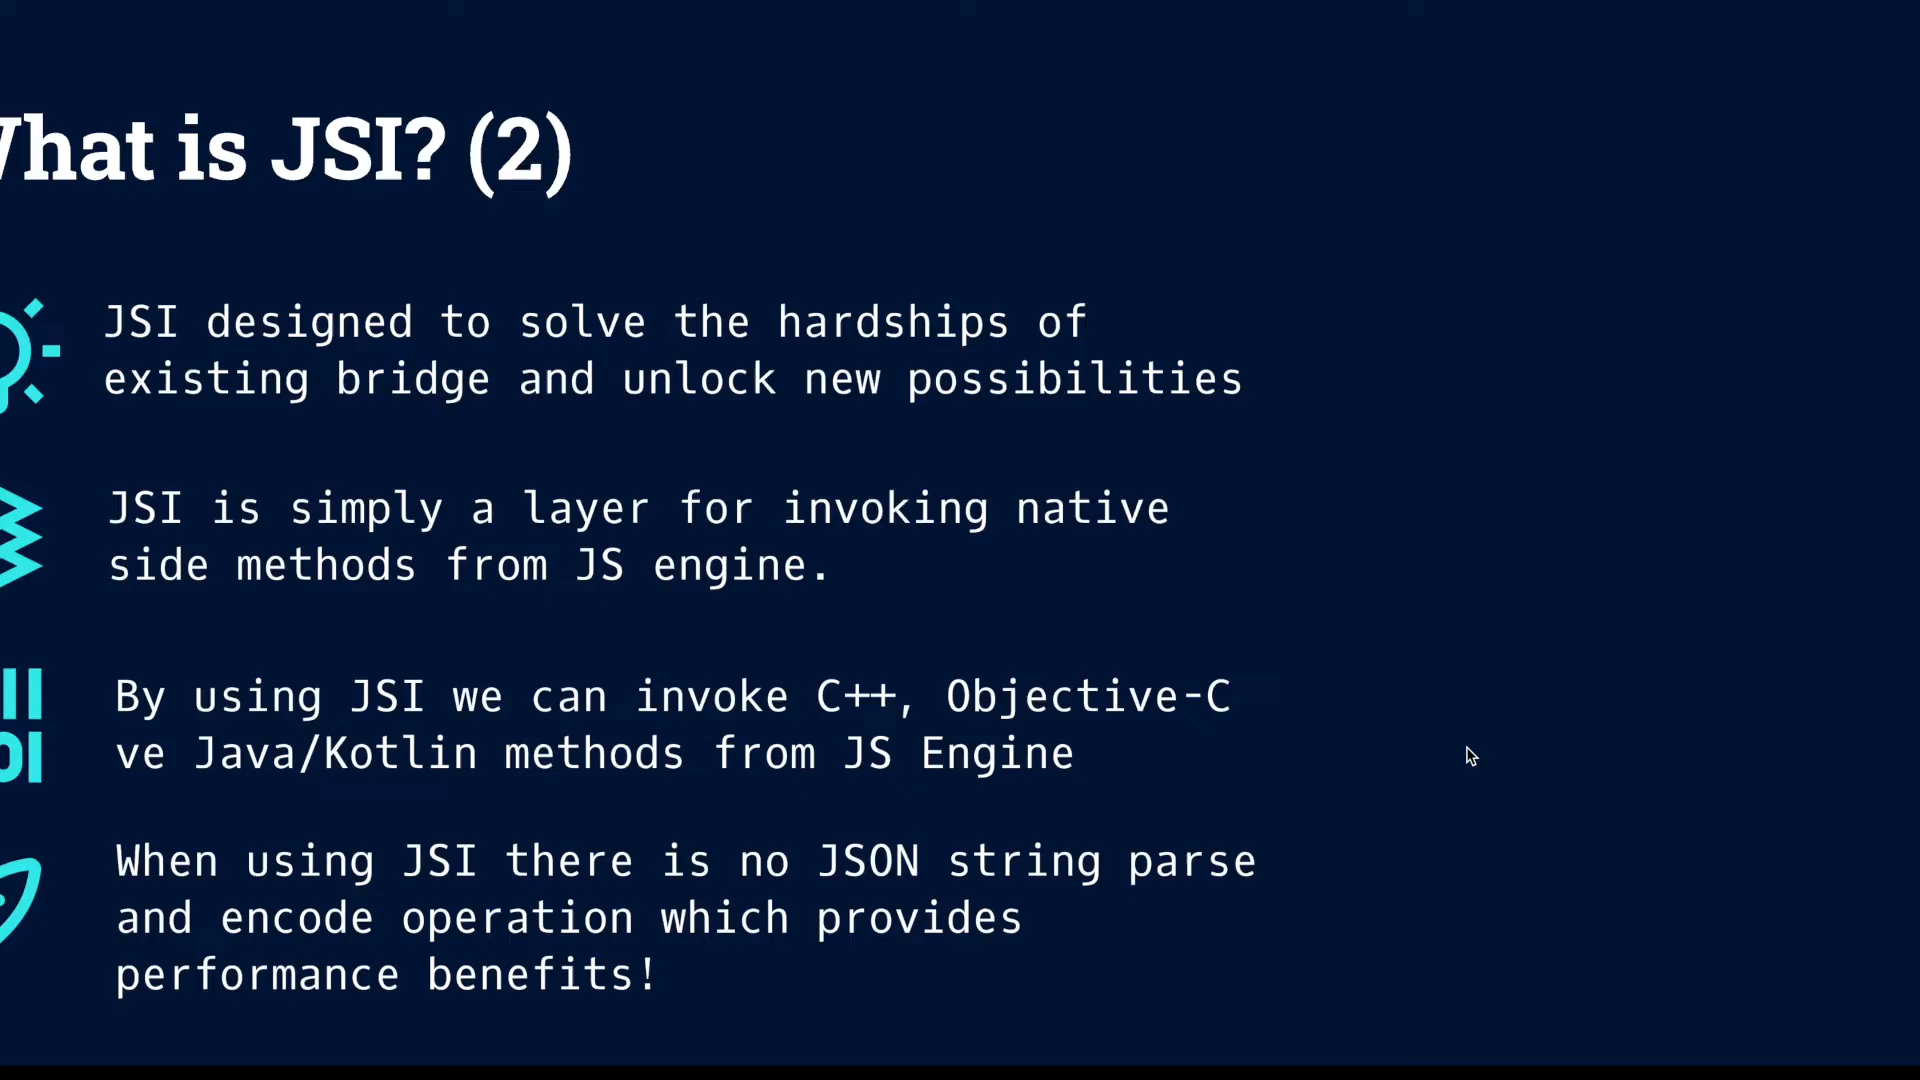 What is JSI? (2)
JSI designed to solve the hardships of
existing bridge and unlock new possibilities
JSI is simply a layer for invoking native
side methods from JS engine.
By using JSI we can invoke C++, Objective-C
ve Java/Kotlin methods from JS Engine
When using JSI there is no JSON string parse
and encode operation which provides
performance benefits!